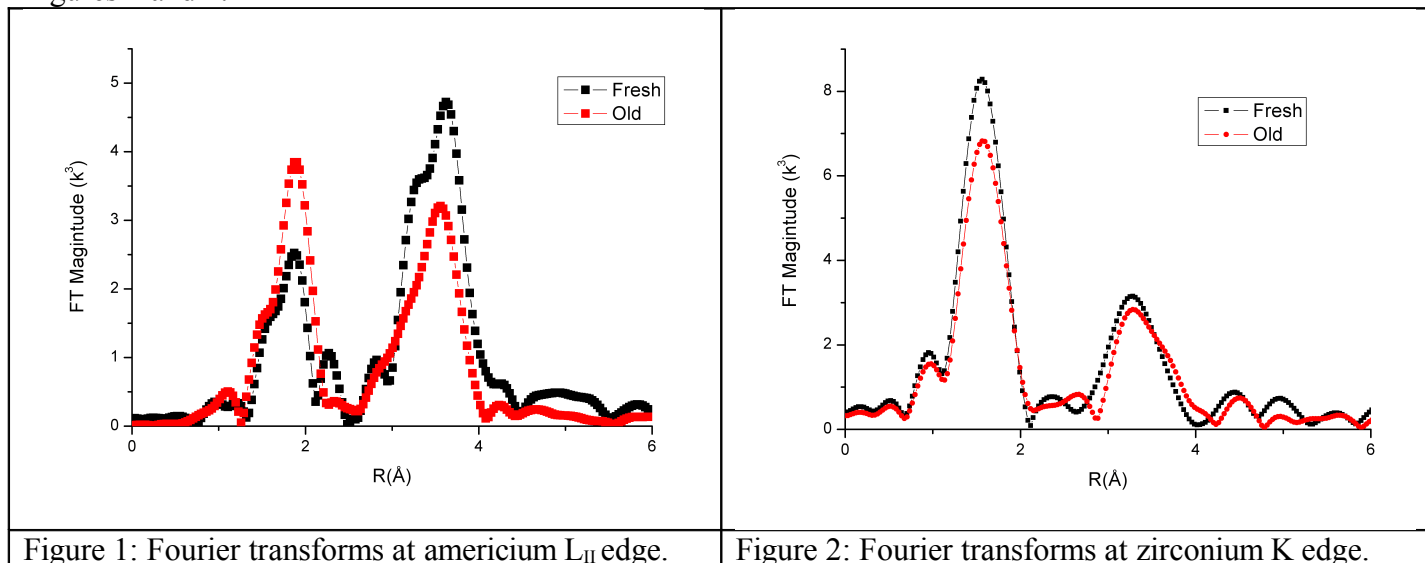 5
4
3
2
1
0
FT Magintude (k³)
Fresh
Old
0
2
4
6
R(Å)
8
6
4
2
0
FT Magintude (k³)
Fresh
Old
0
2
4
6
R(Å)
Figure 1: Fourier transforms at americium L_II edge.
Figure 2: Fourier transforms at zirconium K edge.